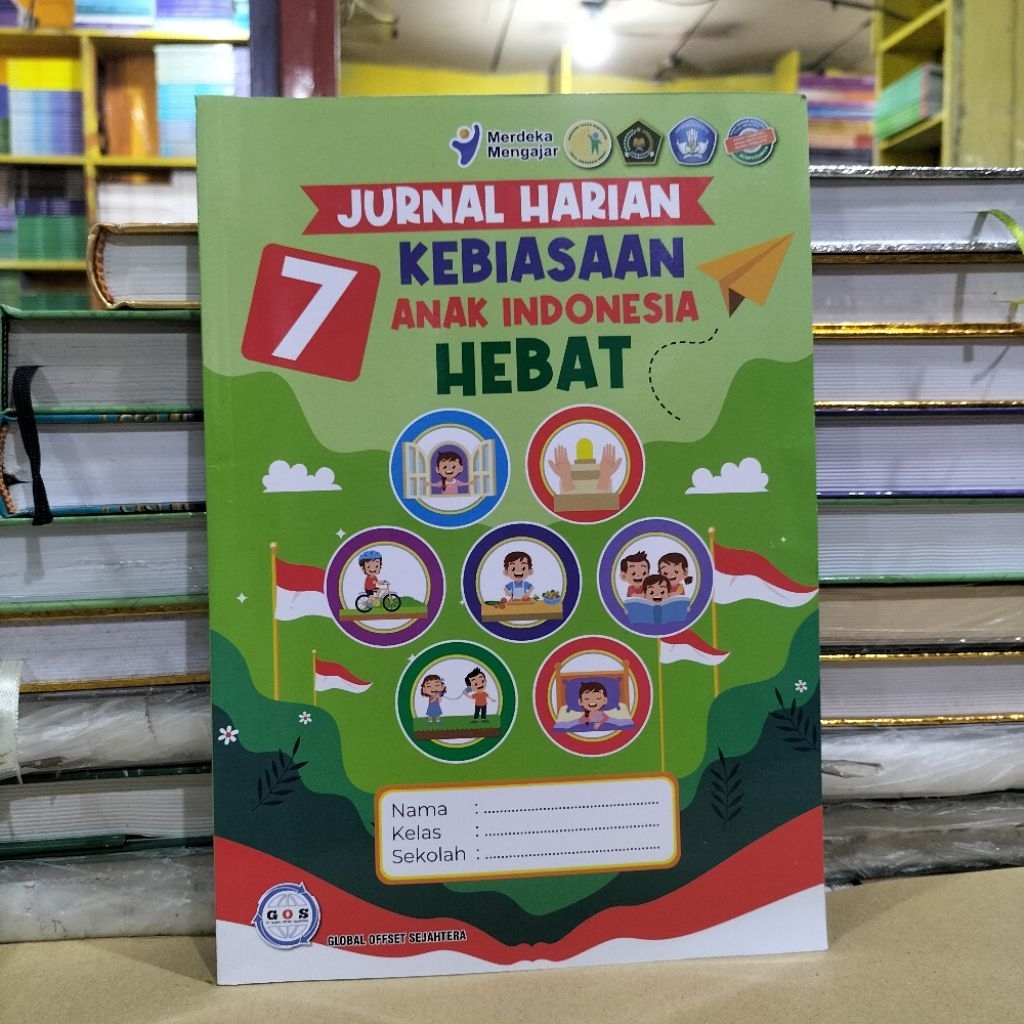 Merdeka
Mengajar
JURNAL HARIAN
7
KEBIASAAN
ANAK INDONESIA
HEBAT
Nama : ........................................
Kelas : ........................................
Sekolah : ........................................
GOS
GLOBAL OFFSET SEJAHTERA